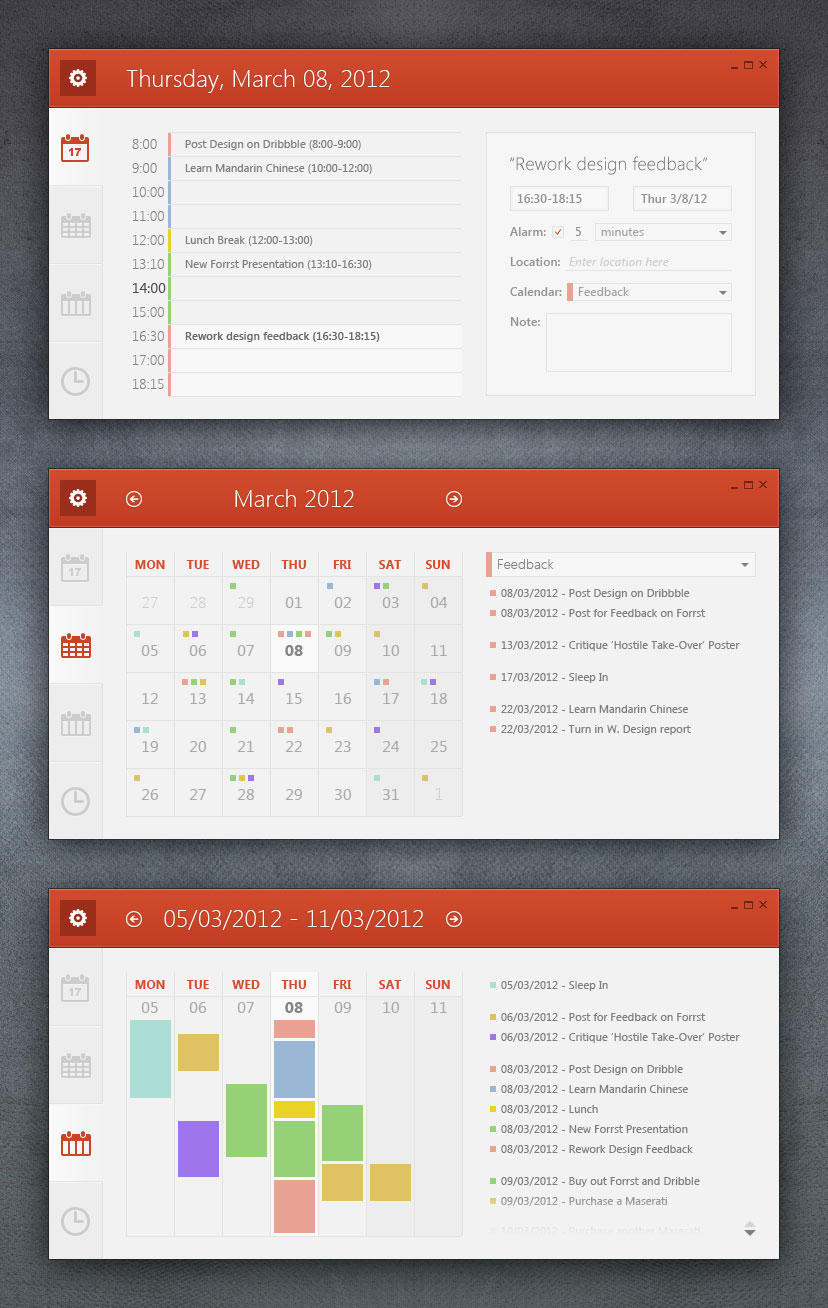 Thursday, March 08, 2012
17
8:00 Post Design on Dribbble (8:00-9:00)
9:00 Learn Mandarin Chinese (10:00-12:00)
10:00
11:00
12:00 Lunch Break (12:00-13:00)
13:10 New Forrst Presentation (13:10-16:30)
14:00
15:00
16:30 Rework design feedback (16:30-18:15)
17:00
18:15
“Rework design feedback”
16:30-18:15 Thur 3/8/12
Alarm: 5 minutes
Location: Enter location here
Calendar: Feedback
Note:
March 2012
17
MON TUE WED THU FRI SAT SUN
27 28 29 01 02 03 04
05 06 07 08 09 10 11
12 13 14 15 16 17 18
19 20 21 22 23 24 25
26 27 28 29 30 31 1
Feedback
08/03/2012 - Post Design on Dribbble
08/03/2012 - Post for Feedback on Forrst
13/03/2012 - Critique ‘Hostile Take-Over’ Poster
17/03/2012 - Sleep In
22/03/2012 - Learn Mandarin Chinese
22/03/2012 - Turn in W. Design report
05/03/2012 - 11/03/2012
17
MON TUE WED THU FRI SAT SUN
05 06 07 08 09 10 11
05/03/2012 - Sleep In
06/03/2012 - Post for Feedback on Forrst
06/03/2012 - Critique ‘Hostile Take-Over’ Poster
08/03/2012 - Post Design on Dribble
08/03/2012 - Learn Mandarin Chinese
08/03/2012 - Lunch
08/03/2012 - New Forrst Presentation
08/03/2012 - Rework Design Feedback
09/03/2012 - Buy out Forrst and Dribble
09/03/2012 - Purchase a Maserati
10/03/2012 - Purchase another Maserati